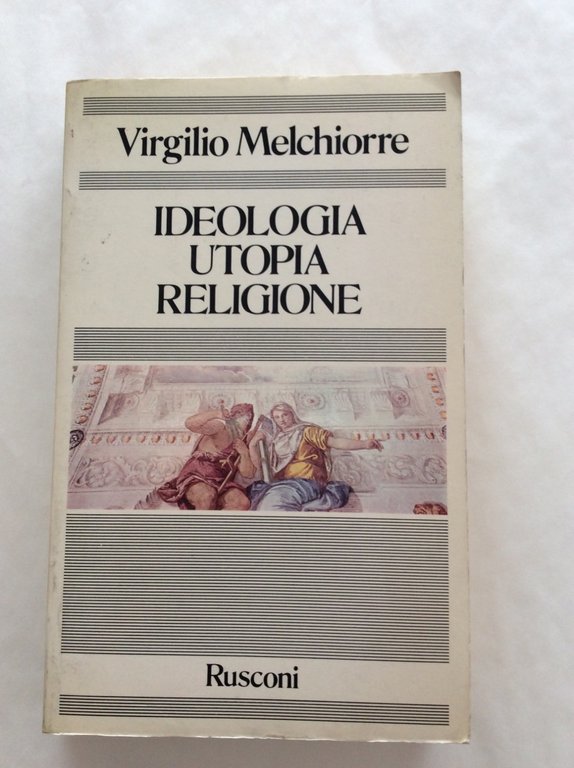 Virgilio Melchiorre
IDEOLOGIA
UTOPIA
RELIGIONE
Rusconi